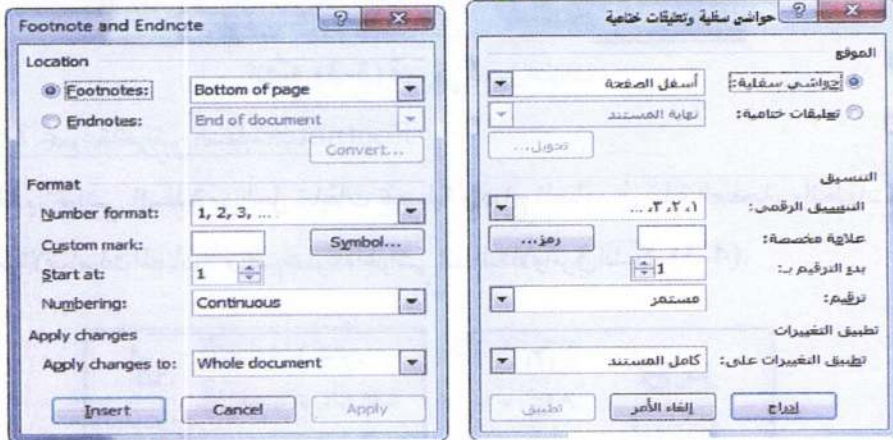 Footnote and Endnote
Location
Footnotes: Bottom of page
Endnotes: End of document
Convert...
Format
Number format: 1, 2, 3, ...
Custom mark: Symbol...
Start at: 1
Numbering: Continuous
Apply changes
Apply changes to: Whole document
Insert Cancel Apply
حواشي سفلية وتعليقات ختامية
الموقع
حواشي سفلية: أسفل الصفحة
تعليقات ختامية: نهاية المستند
تحويل...
التنسيق
التنسيق الرقمي: ١، ٢، ٣، ...
علامة مخصصة: رمز...
بدء الترقيم بـ: 1
ترقيم: مستمر
تطبيق التغييرات
تطبيق التغييرات على: كامل المستند
إدراج إلغاء الأمر تطبيق